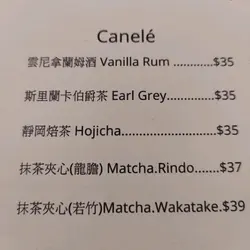 Canelé
雲尼拿蘭姆酒 Vanilla Rum ............$35
斯里蘭卡伯爵茶 Earl Grey.............$35
靜岡焙茶 Hojicha........................$35
抹茶夾心(龍膽) Matcha.Rindo.......$37
抹茶夾心(若竹)Matcha.Wakatake.$39